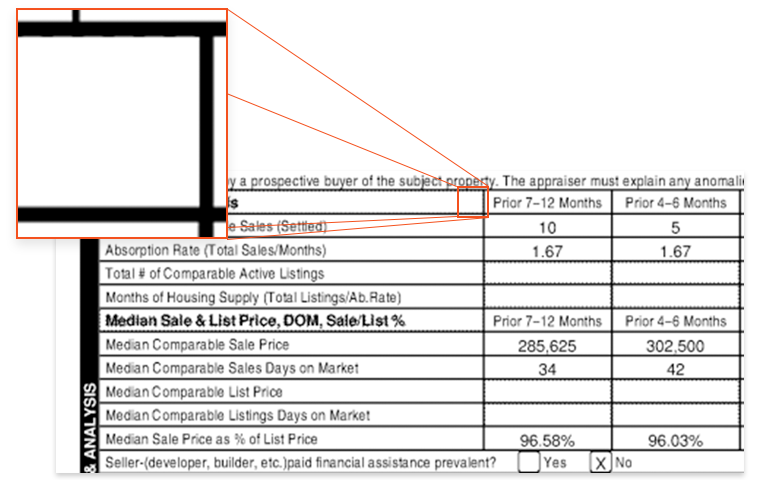 y a prospective buyer of the subject property. The appraiser must explain any anomali
is Prior 7–12 Months Prior 4–6 Months
e Sales (Settled) 10 5
Absorption Rate (Total Sales/Months) 1.67 1.67
Total # of Comparable Active Listings
Months of Housing Supply (Total Listings/Ab.Rate)
Median Sale & List Price, DOM, Sale/List % Prior 7–12 Months Prior 4–6 Months
Median Comparable Sale Price 285,625 302,500
Median Comparable Sales Days on Market 34 42
Median Comparable List Price
Median Comparable Listings Days on Market
Median Sale Price as % of List Price 96.58% 96.03%
Seller-(developer, builder, etc.)paid financial assistance prevalent? Yes X No
& ANALYSIS